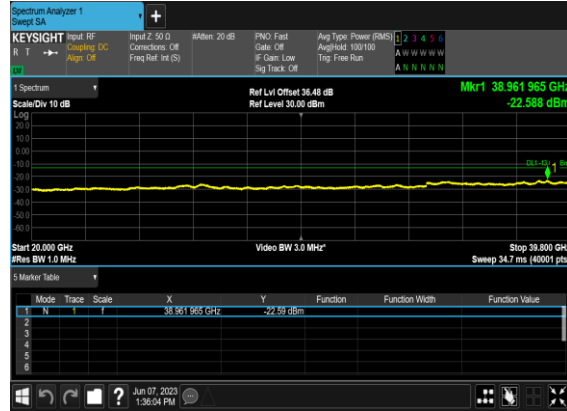 Spectrum Analyzer 1
Swept SA
+
KEYSIGHT
R T
Input: RF
Coupling: DC
Align: Off
Input Z: 50 Ω
Corrections: Off
Freq Ref: Int (S)
#Atten: 20 dB
PNO: Fast
Gate: Off
IF Gain: Low
Sig Track: Off
Avg Type: Power (RMS)
Avg|Hold: 100/100
Trig: Free Run
1 2 3 4 5 6
A W W W W W
A N N N N N
1 Spectrum
Scale/Div 10 dB
Ref Lvl Offset 36.48 dB
Ref Level 30.00 dBm
Mkr1 38.961 965 GHz
-22.588 dBm
Log
20.0
10.0
0.00
-10.0
-20.0
-30.0
-40.0
-50.0
-60.0
1
Start 20.000 GHz
#Res BW 1.0 MHz
Video BW 3.0 MHz*
Stop 39.800 GHz
Sweep 34.7 ms (40001 pts)
5 Marker Table
Mode Trace Scale X Y Function Function Width Function Value
1 N 1 f 38.961 965 GHz -22.59 dBm
2
3
4
5
6
?
Jun 07, 2023
1:36:04 PM